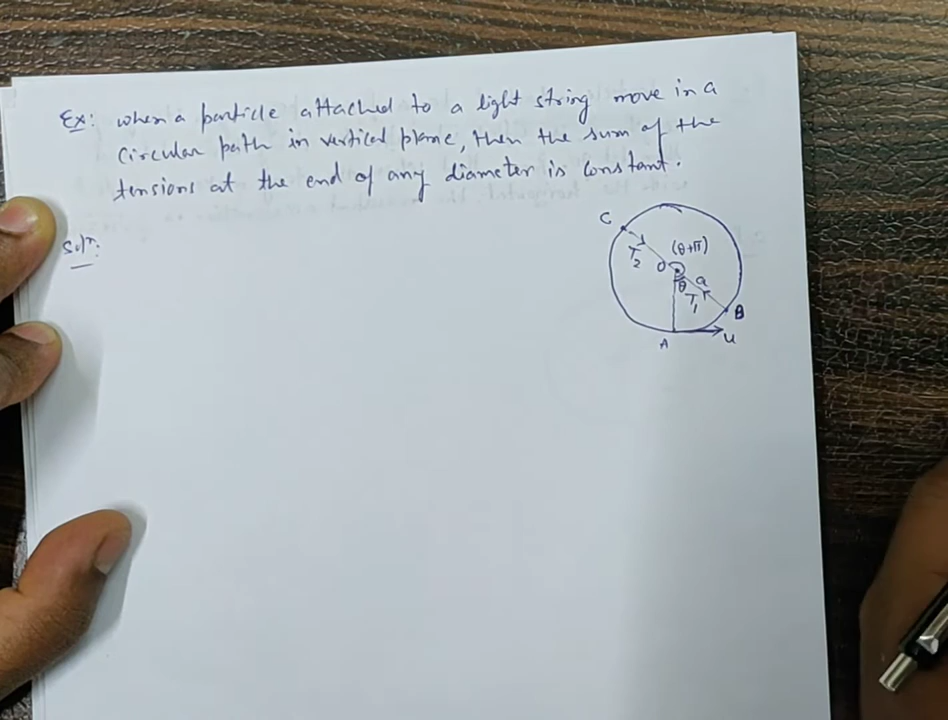 Ex: when a particle attached to a light string move in a
circular path in vertical plane, then the sum of the
tensions at the end of any diameter is constant.
Solⁿ:
C
T₂
(θ+π)
O
θ
a
T₁
B
A
u